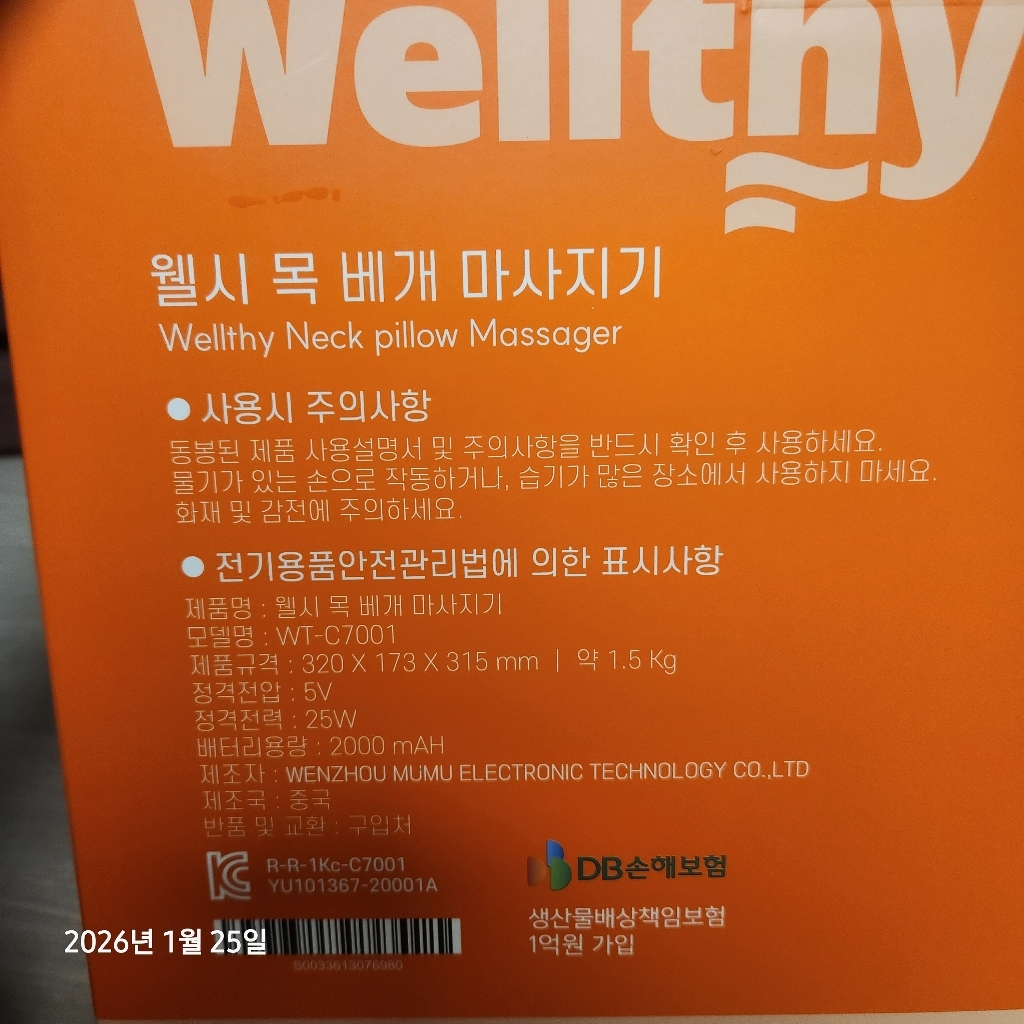 Wellthy
웰시 목 베개 마사지기
Wellthy Neck pillow Massager
사용시 주의사항
동봉된 제품 사용설명서 및 주의사항을 반드시 확인 후 사용하세요.
물기가 있는 손으로 작동하거나, 습기가 많은 장소에서 사용하지 마세요.
화재 및 감전에 주의하세요.
전기용품안전관리법에 의한 표시사항
제품명 : 웰시 목 베개 마사지기
모델명 : WT-C7001
제품규격 : 320 X 173 X 315 mm | 약 1.5 Kg
정격전압 : 5V
정격전력 : 25W
배터리용량 : 2000 mAH
제조자 : WENZHOU MUMU ELECTRONIC TECHNOLOGY CO.,LTD
제조국 : 중국
반품 및 교환 : 구입처
R-R-1Kc-C7001
YU101367-20001A
DB손해보험
생산물배상책임보험
1억원 가입
2026년 1월 25일
S0033613076980